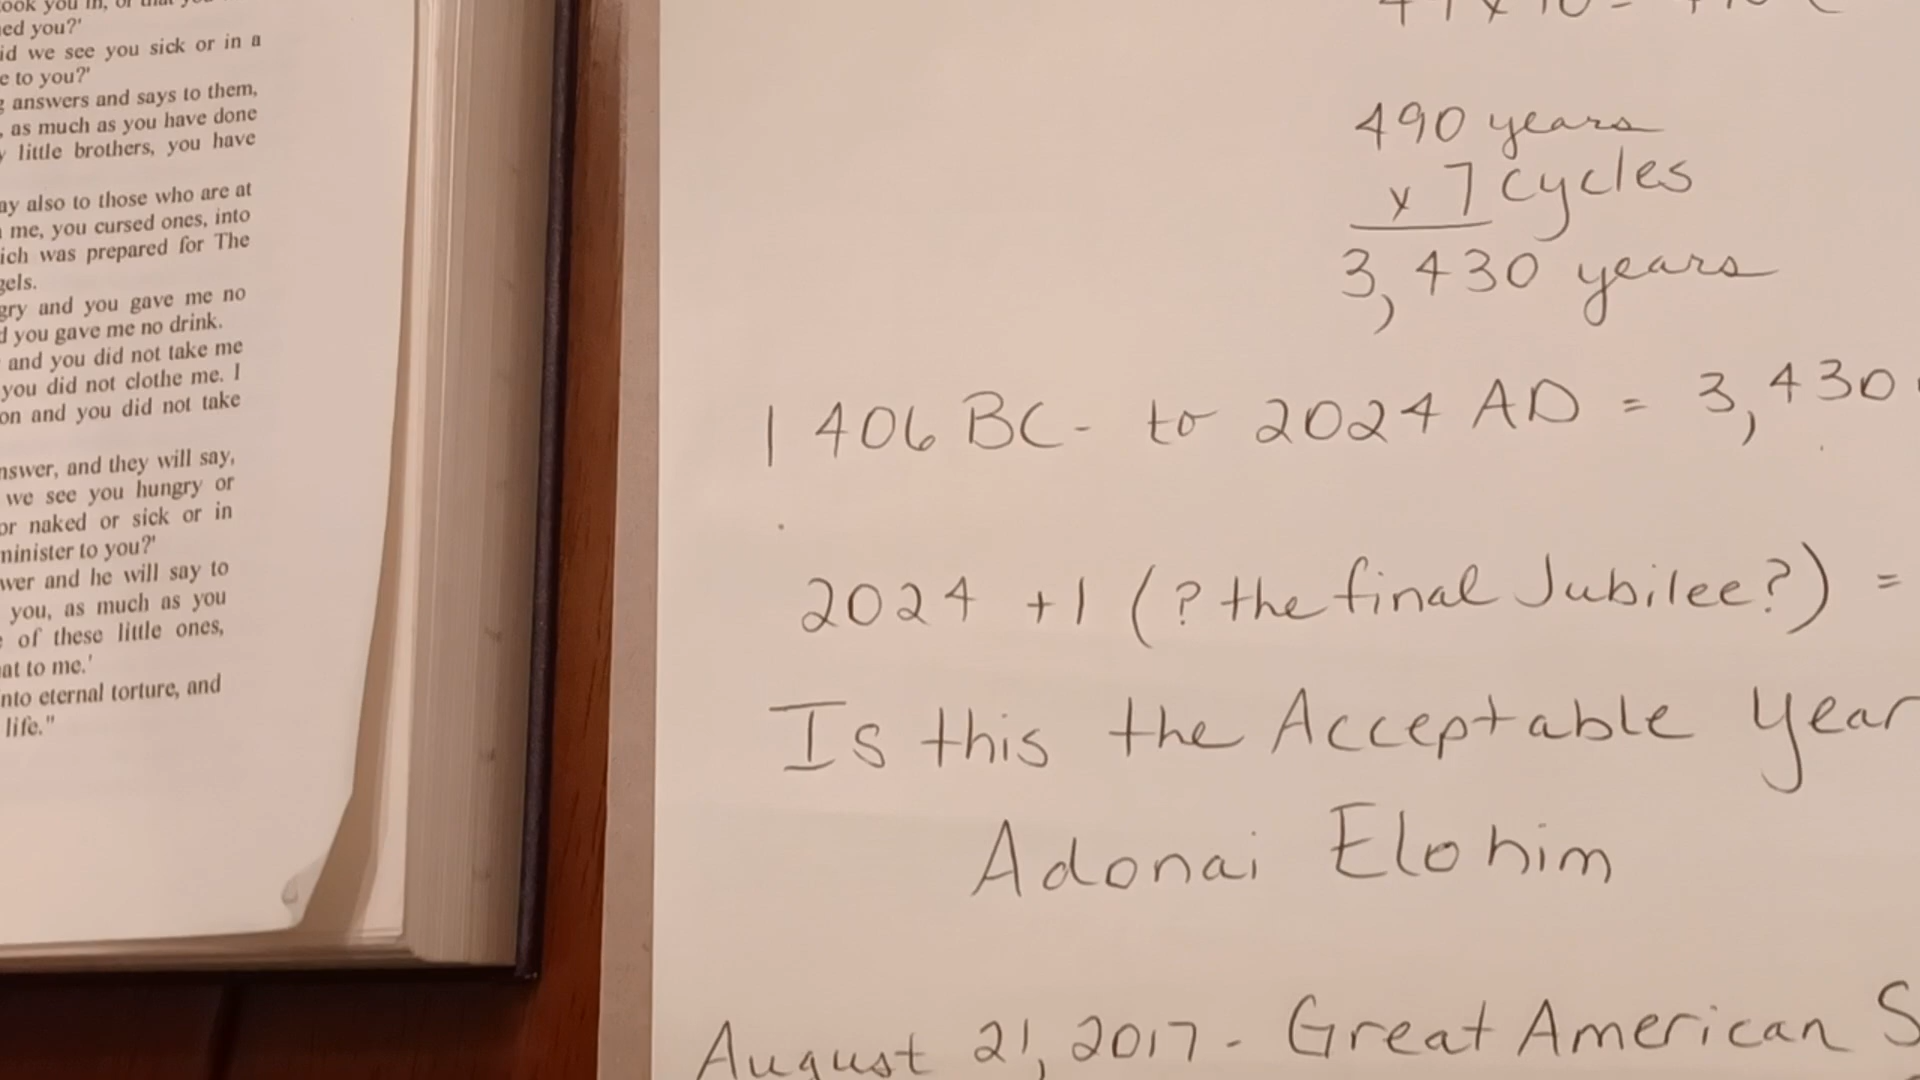 ed you?'
id we see you sick or in a
e to you?'
answers and says to them,
, as much as you have done
little brothers, you have
ay also to those who are at
me, you cursed ones, into
ich was prepared for The
gels.
gry and you gave me no
d you gave me no drink.
and you did not take me
you did not clothe me. I
on and you did not take
nswer, and they will say,
we see you hungry or
or naked or sick or in
minister to you?'
wer and he will say to
you, as much as you
of these little ones,
at to me.'
nto eternal torture, and
life."
490 years
x 7 cycles
3,430 years
1406 BC- to 2024 AD = 3,430
2024 +1 (? the final Jubilee?) =
Is this the Acceptable Year
Adonai Elohim
August 21, 2017 - Great American S